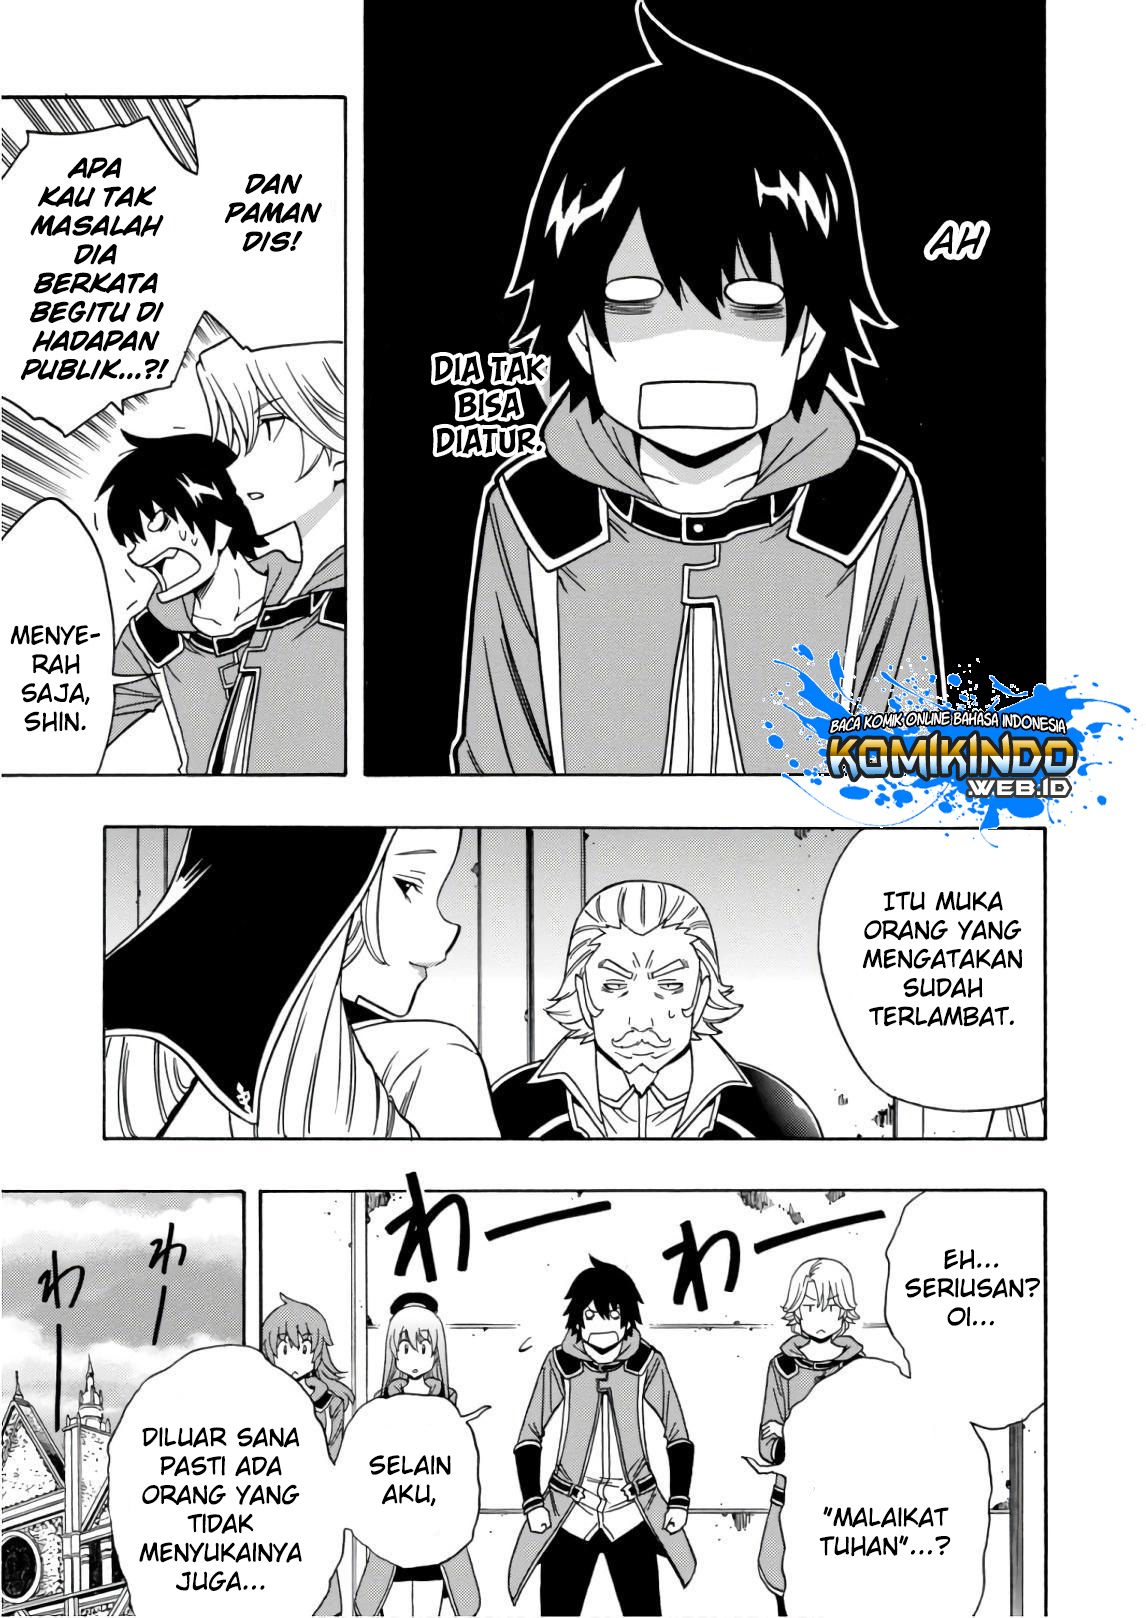 AH
DIA TAK
BISA
DIATUR.
DAN
PAMAN
DIS!
APA
KAU TAK
MASALAH
DIA
BERKATA
BEGITU DI
HADAPAN
PUBLIK...?!
MENYE-
RAH
SAJA,
SHIN.
BACA KOMIK ONLINE BAHASA INDONESIA
KOMIKINDO
.WEB.ID
ITU MUKA
ORANG YANG
MENGATAKAN
SUDAH
TERLAMBAT.
EH...
SERIUSAN?
OI...
わー
わー
"MALAIKAT
TUHAN"...?
SELAIN
AKU,
DILUAR SANA
PASTI ADA
ORANG YANG
TIDAK
MENYUKAINYA
JUGA...
わー
わー